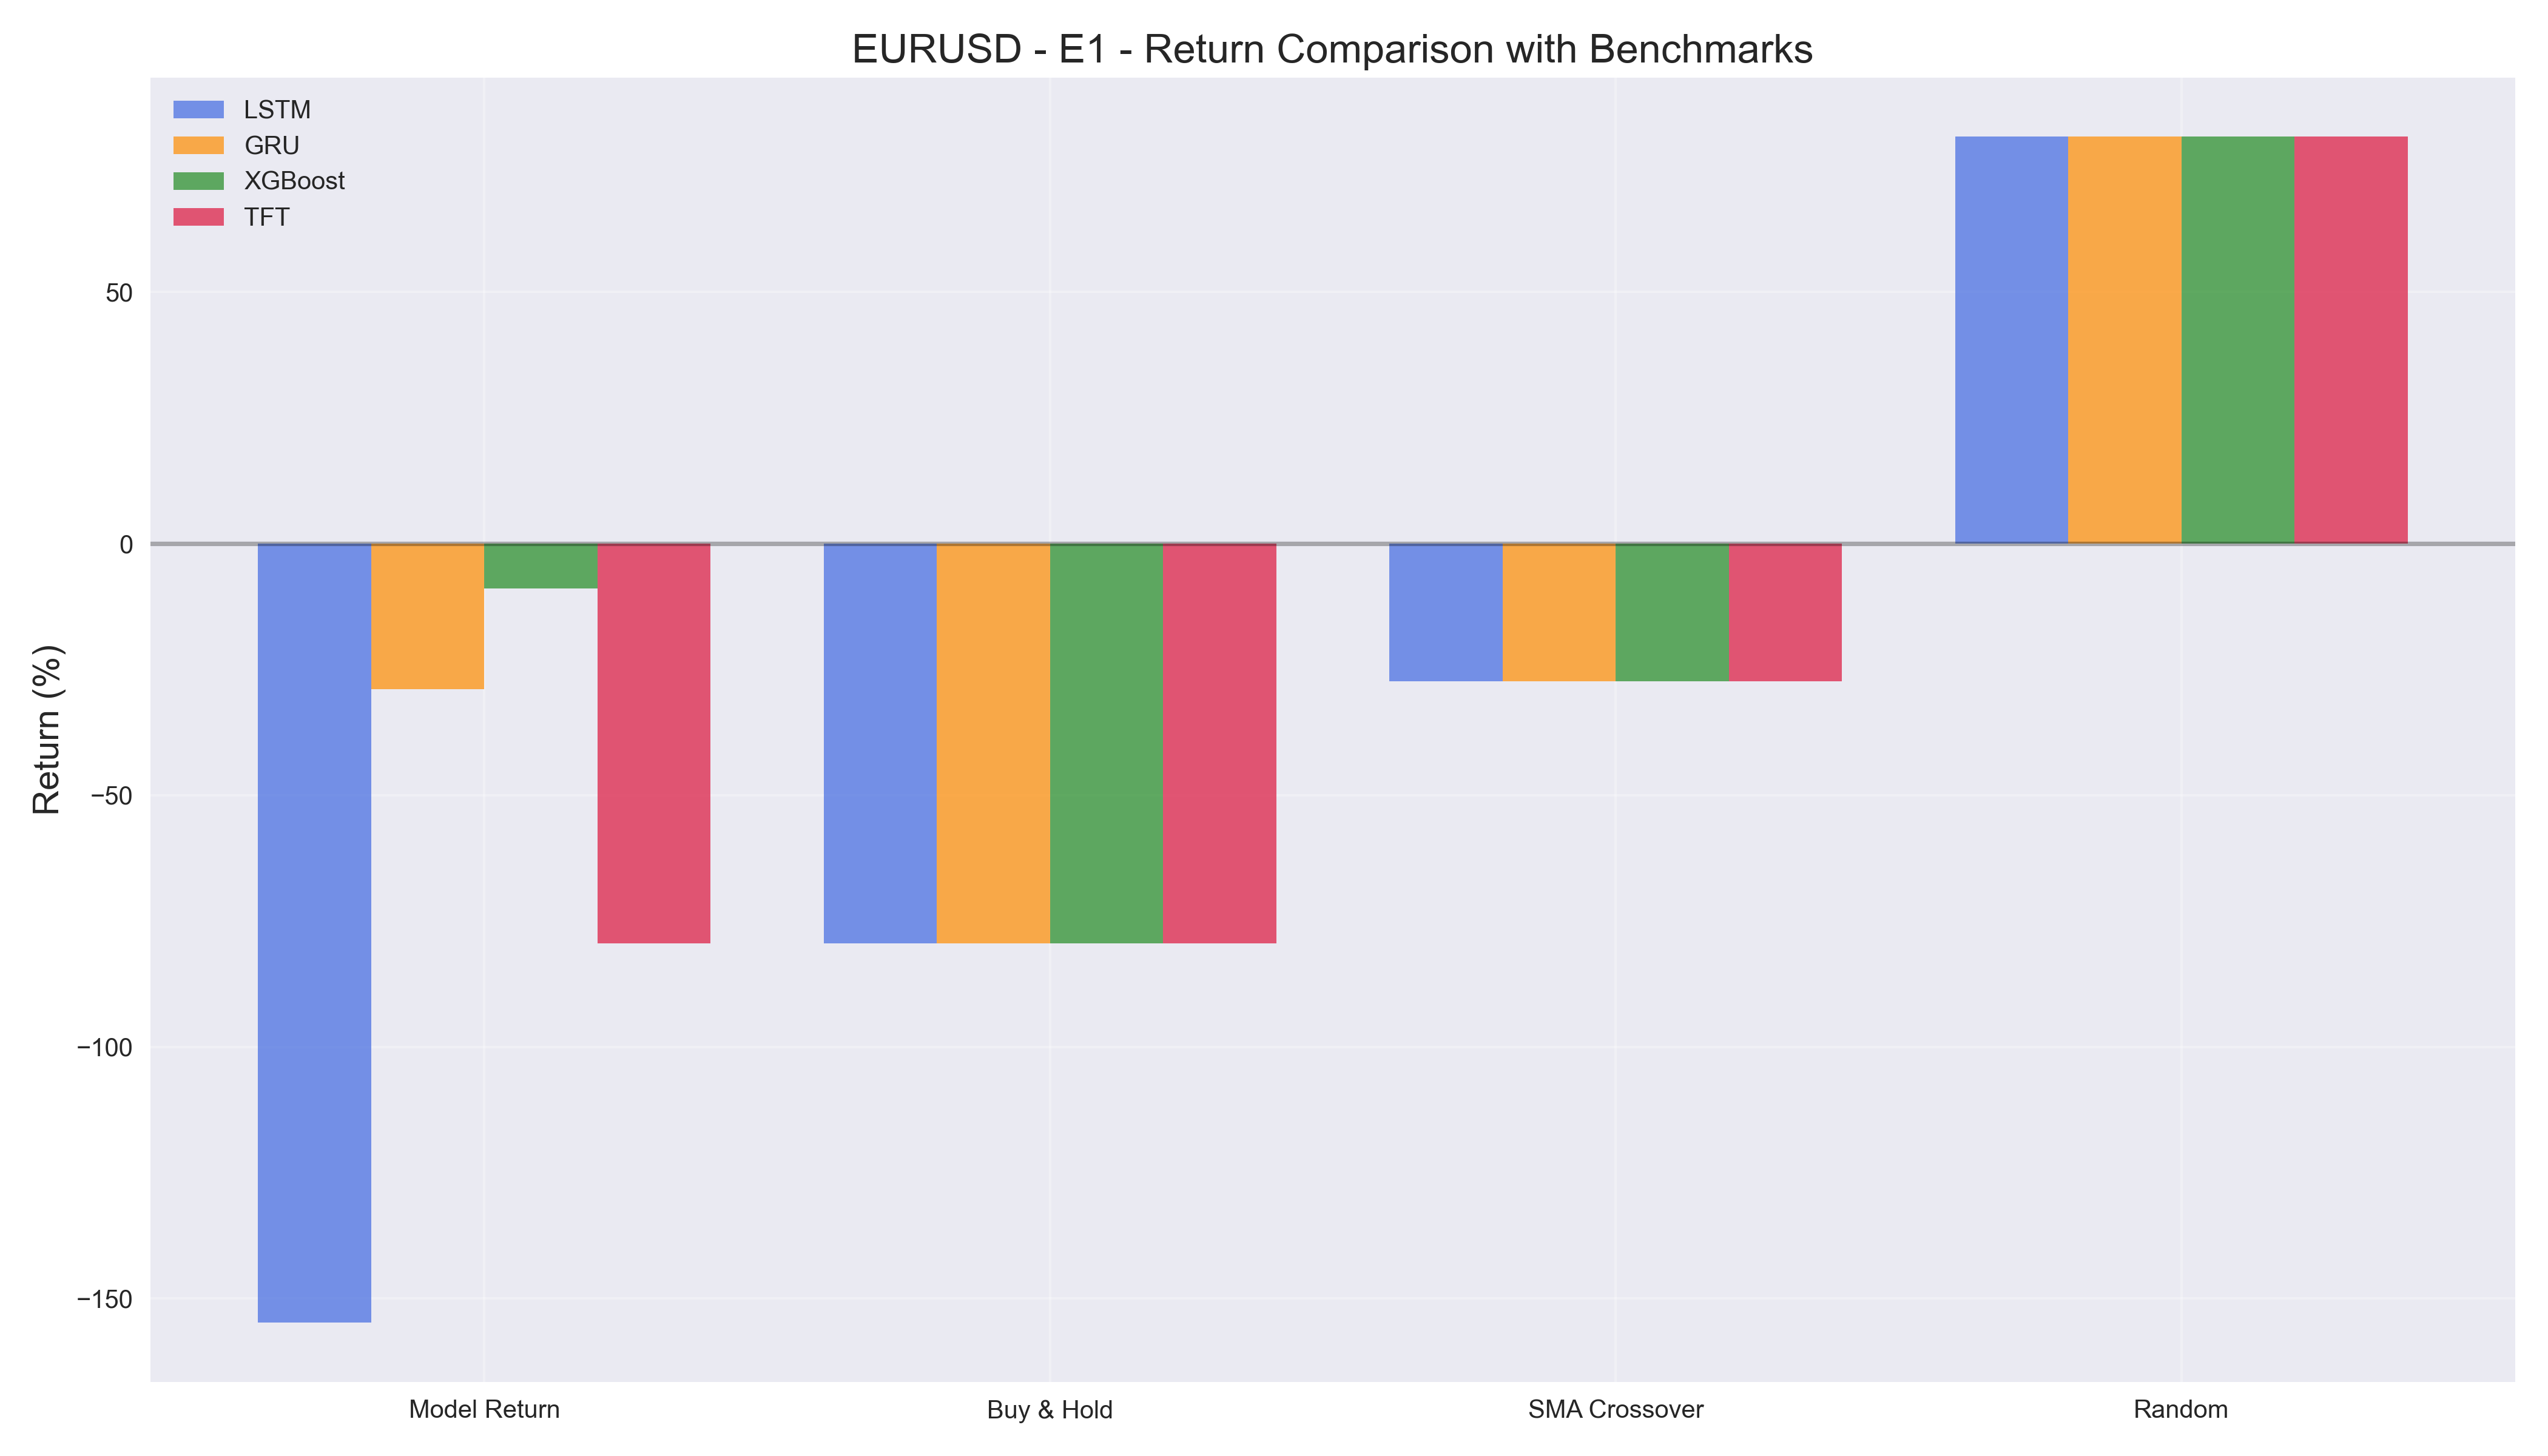 EURUSD - E1 - Return Comparison with Benchmarks
LSTM
GRU
XGBoost
TFT
50
0
−50
−100
−150
Return (%)
Model Return
Buy & Hold
SMA Crossover
Random